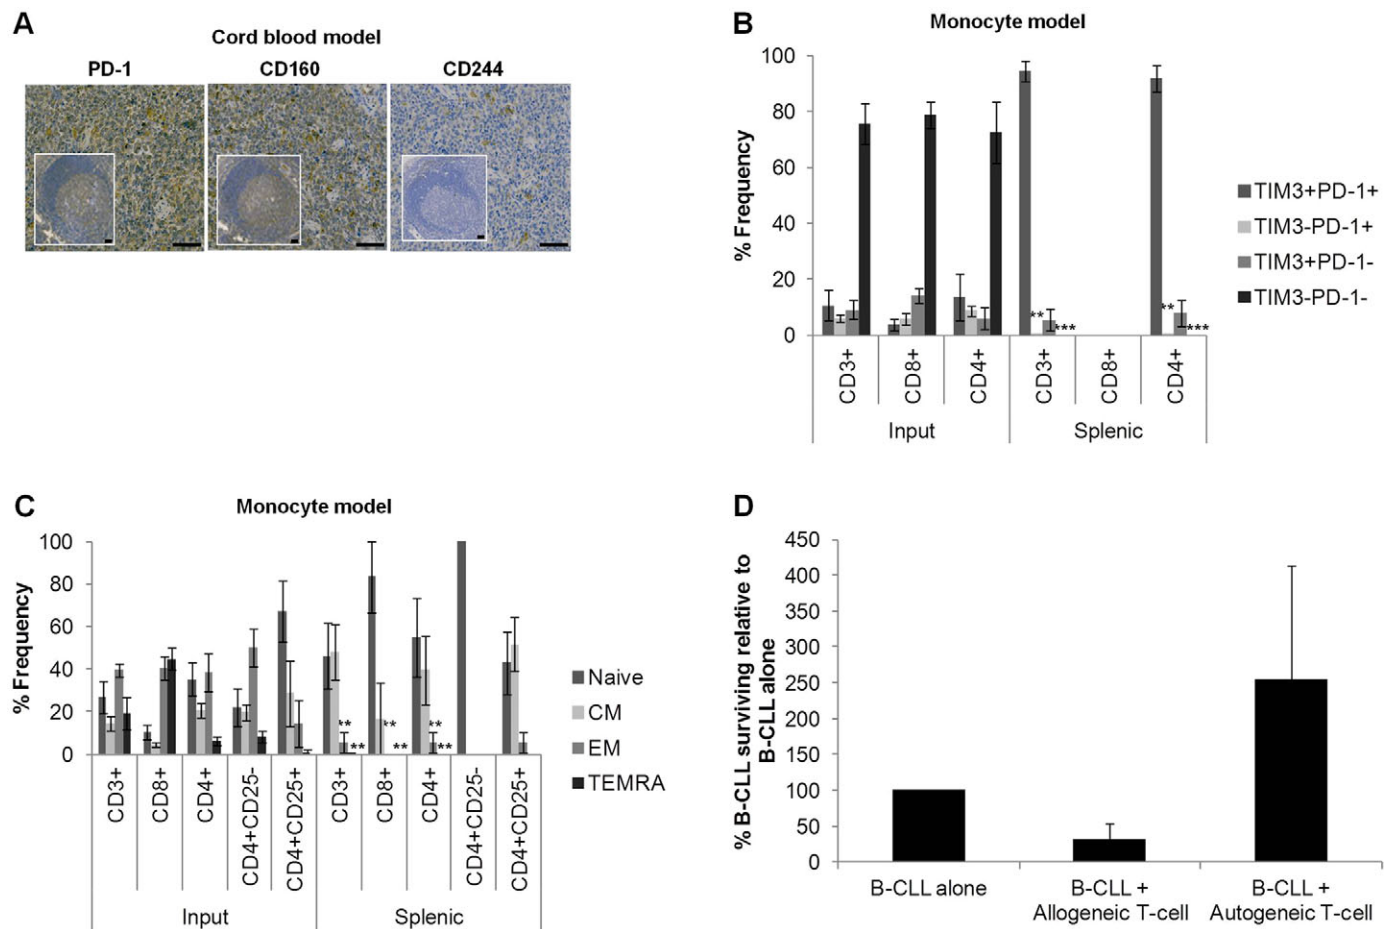 A
Cord blood model
PD-1 CD160 CD244
B
Monocyte model
% Frequency
100
80
60
40
20
0
** *** ** ***
CD3+ CD8+ CD4+ CD3+ CD8+ CD4+
Input Splenic
TIM3+PD-1+
TIM3-PD-1+
TIM3+PD-1-
TIM3-PD-1-
C
Monocyte model
% Frequency
100
80
60
40
20
0
** ** ** ** ** **
CD3+ CD8+ CD4+ CD4+CD25- CD4+CD25+ CD3+ CD8+ CD4+ CD4+CD25- CD4+CD25+
Input Splenic
Naive
CM
EM
TEMRA
D
% B-CLL surviving relative to
B-CLL alone
450
400
350
300
250
200
150
100
50
0
B-CLL alone
B-CLL +
Allogeneic T-cell
B-CLL +
Autogeneic T-cell